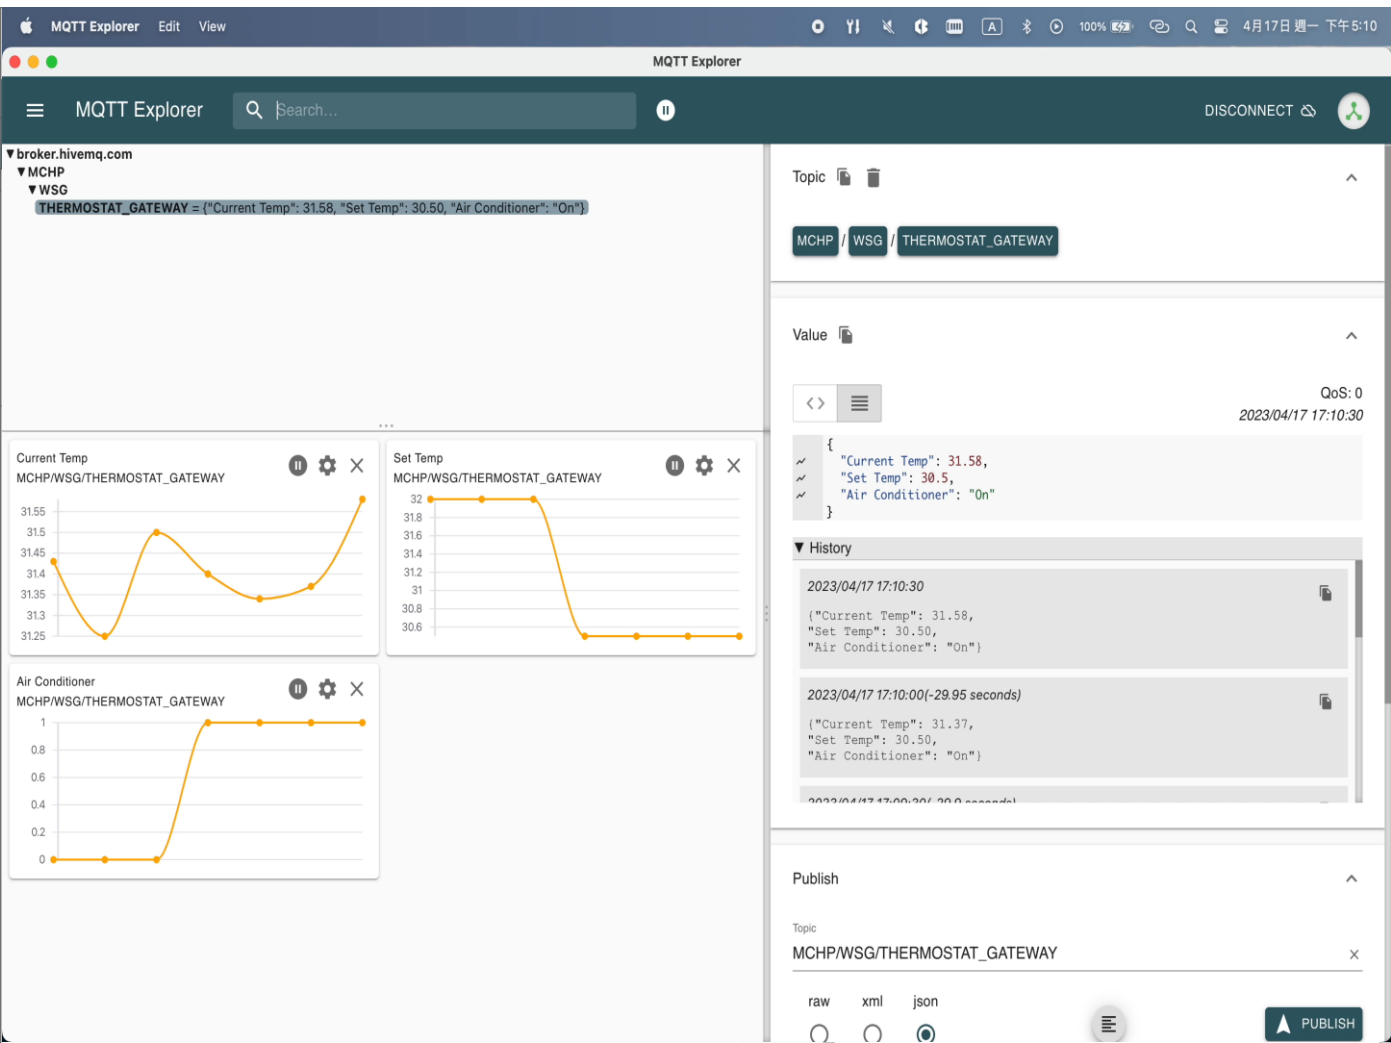 MQTT Explorer Edit View
A 100% 4月17日 週一 下午5:10
MQTT Explorer
MQTT Explorer
Search...
DISCONNECT
▼broker.hivemq.com
▼MCHP
▼WSG
THERMOSTAT_GATEWAY = {"Current Temp": 31.58, "Set Temp": 30.50, "Air Conditioner": "On"}
Current Temp
MCHP/WSG/THERMOSTAT_GATEWAY
31.55
31.5
31.45
31.4
31.35
31.3
31.25
Set Temp
MCHP/WSG/THERMOSTAT_GATEWAY
32
31.8
31.6
31.4
31.2
31
30.8
30.6
Air Conditioner
MCHP/WSG/THERMOSTAT_GATEWAY
1
0.8
0.6
0.4
0.2
0
Topic
MCHP / WSG / THERMOSTAT_GATEWAY
Value
QoS: 0
2023/04/17 17:10:30
{
"Current Temp": 31.58,
"Set Temp": 30.5,
"Air Conditioner": "On"
}
▼ History
2023/04/17 17:10:30
{"Current Temp": 31.58,
"Set Temp": 30.50,
"Air Conditioner": "On"}
2023/04/17 17:10:00(-29.95 seconds)
{"Current Temp": 31.37,
"Set Temp": 30.50,
"Air Conditioner": "On"}
Publish
Topic
MCHP/WSG/THERMOSTAT_GATEWAY
raw xml json
PUBLISH